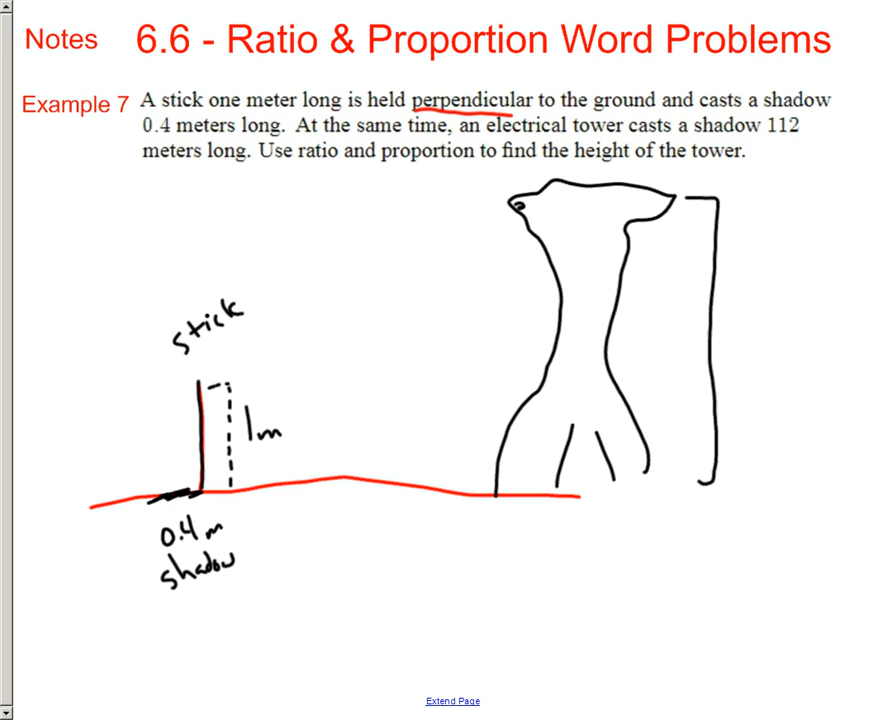 Notes 6.6 - Ratio & Proportion Word Problems
Example 7 A stick one meter long is held perpendicular to the ground and casts a shadow
0.4 meters long. At the same time, an electrical tower casts a shadow 112
meters long. Use ratio and proportion to find the height of the tower.
stick
1m
0.4 m
shadow
Extend Page